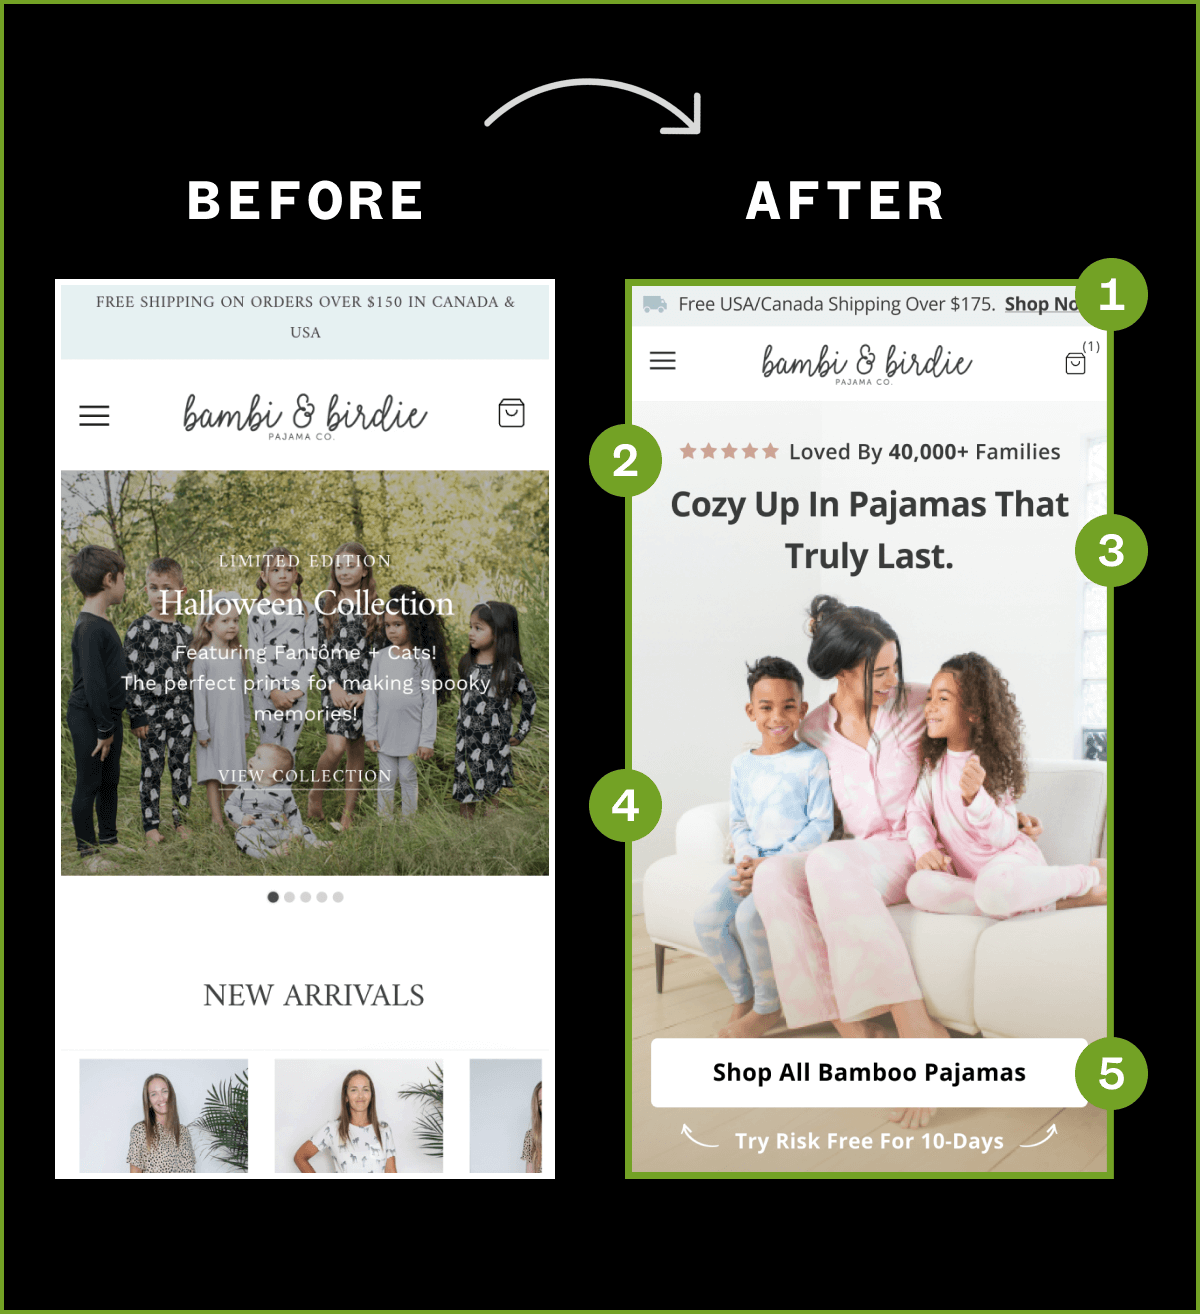 BEFORE
AFTER
FREE SHIPPING ON ORDERS OVER $150 IN CANADA &
USA
bambi & birdie
PAJAMA CO.
LIMITED EDITION
Halloween Collection
Featuring Fantôme + Cats!
The perfect prints for making spooky
memories!
VIEW COLLECTION
NEW ARRIVALS
1
Free USA/Canada Shipping Over $175. Shop No
bambi & birdie
PAJAMA CO.
(1)
2
Loved By 40,000+ Families
Cozy Up In Pajamas That
Truly Last.
3
4
Shop All Bamboo Pajamas
5
Try Risk Free For 10-Days